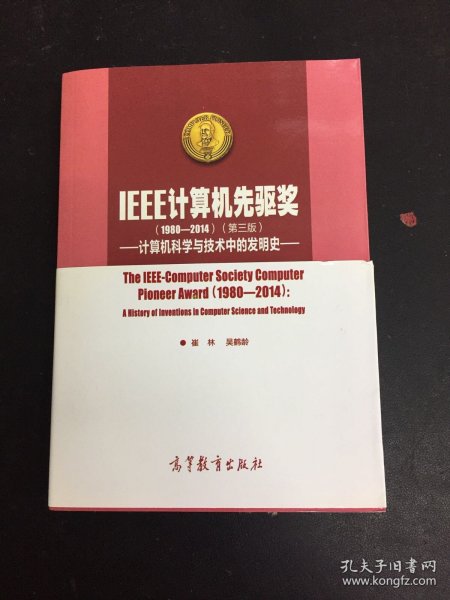 IEEE计算机先驱奖
(1980—2014)(第三版)
——计算机科学与技术中的发明史——
The IEEE-Computer Society Computer
Pioneer Award (1980—2014):
A History of Inventions in Computer Science and Technology
● 崔 林 吴鹤龄
高等教育出版社
孔夫子旧书网
www.kongfz.com